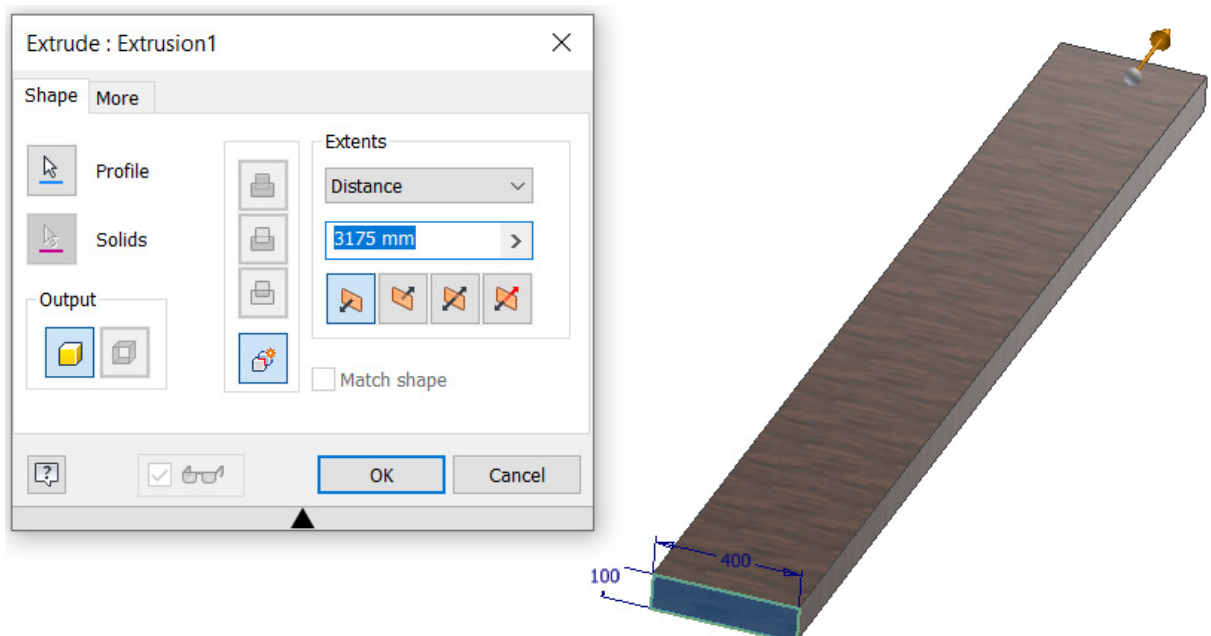 Extrude : Extrusion1
Shape
More
Profile
Solids
Output
Extents
Distance
3175 mm
Match shape
?
OK
Cancel
400
100